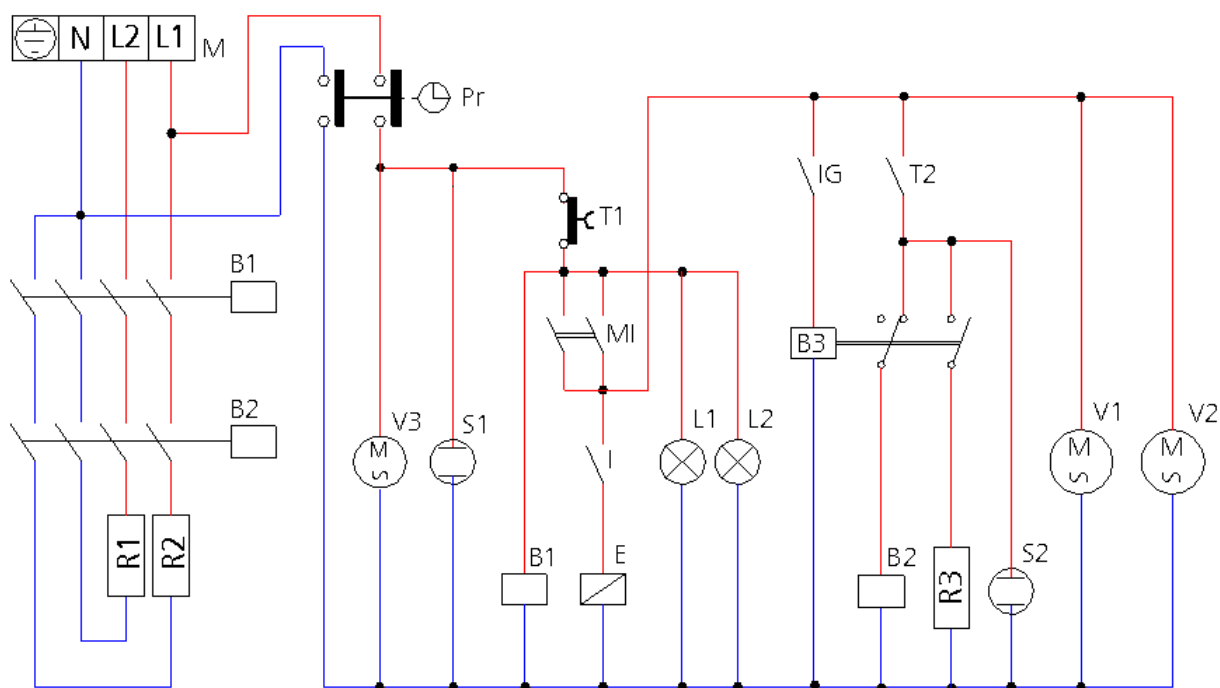 N L2 L1 M
Pr
IG T2
T1
B1
MI
B3
B2
V3 S1 L1 L2 V1 V2
M S
M S
M S
I
R1 R2
B1 E B2 R3 S2